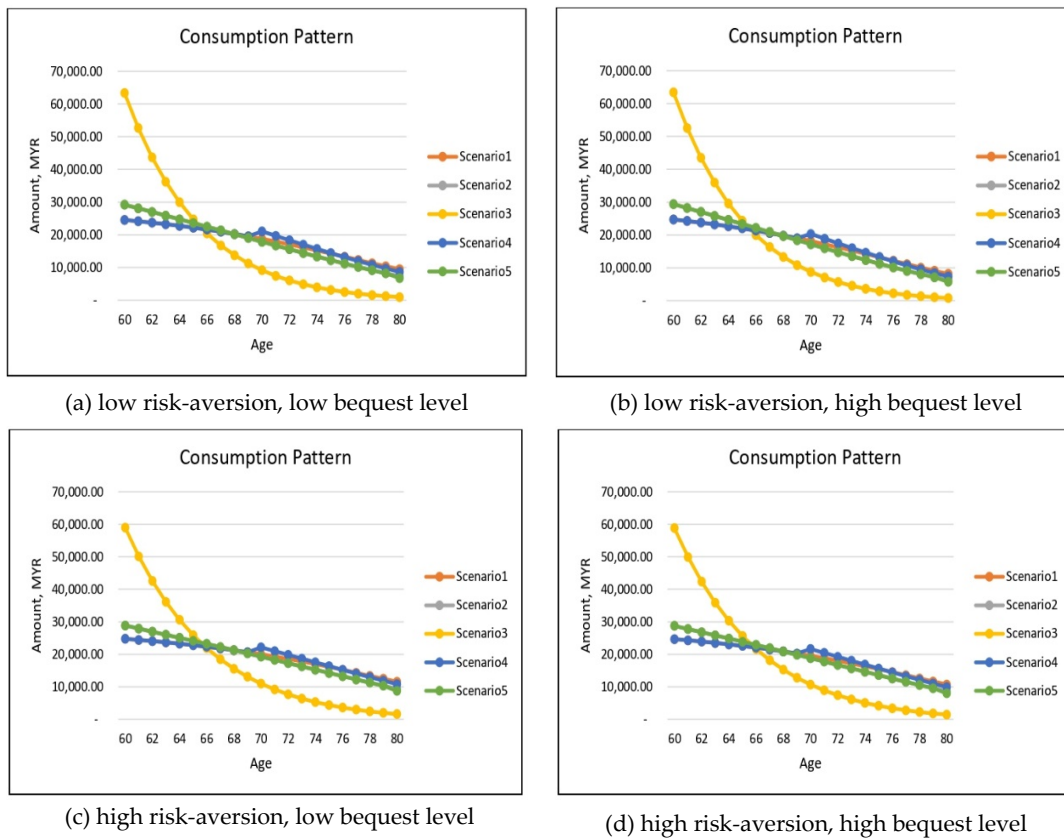 Consumption Pattern
70,000.00
60,000.00
50,000.00
40,000.00
30,000.00
20,000.00
10,000.00
-
Amount, MYR
60 62 64 66 68 70 72 74 76 78 80
Age
Scenario1
Scenario2
Scenario3
Scenario4
Scenario5
(a) low risk-aversion, low bequest level
Consumption Pattern
70,000.00
60,000.00
50,000.00
40,000.00
30,000.00
20,000.00
10,000.00
-
Amount, MYR
60 62 64 66 68 70 72 74 76 78 80
Age
Scenario1
Scenario2
Scenario3
Scenario4
Scenario5
(b) low risk-aversion, high bequest level
Consumption Pattern
70,000.00
60,000.00
50,000.00
40,000.00
30,000.00
20,000.00
10,000.00
-
Amount, MYR
60 62 64 66 68 70 72 74 76 78 80
Age
Scenario1
Scenario2
Scenario3
Scenario4
Scenario5
(c) high risk-aversion, low bequest level
Consumption Pattern
70,000.00
60,000.00
50,000.00
40,000.00
30,000.00
20,000.00
10,000.00
-
Amount, MYR
60 62 64 66 68 70 72 74 76 78 80
Age
Scenario1
Scenario2
Scenario3
Scenario4
Scenario5
(d) high risk-aversion, high bequest level